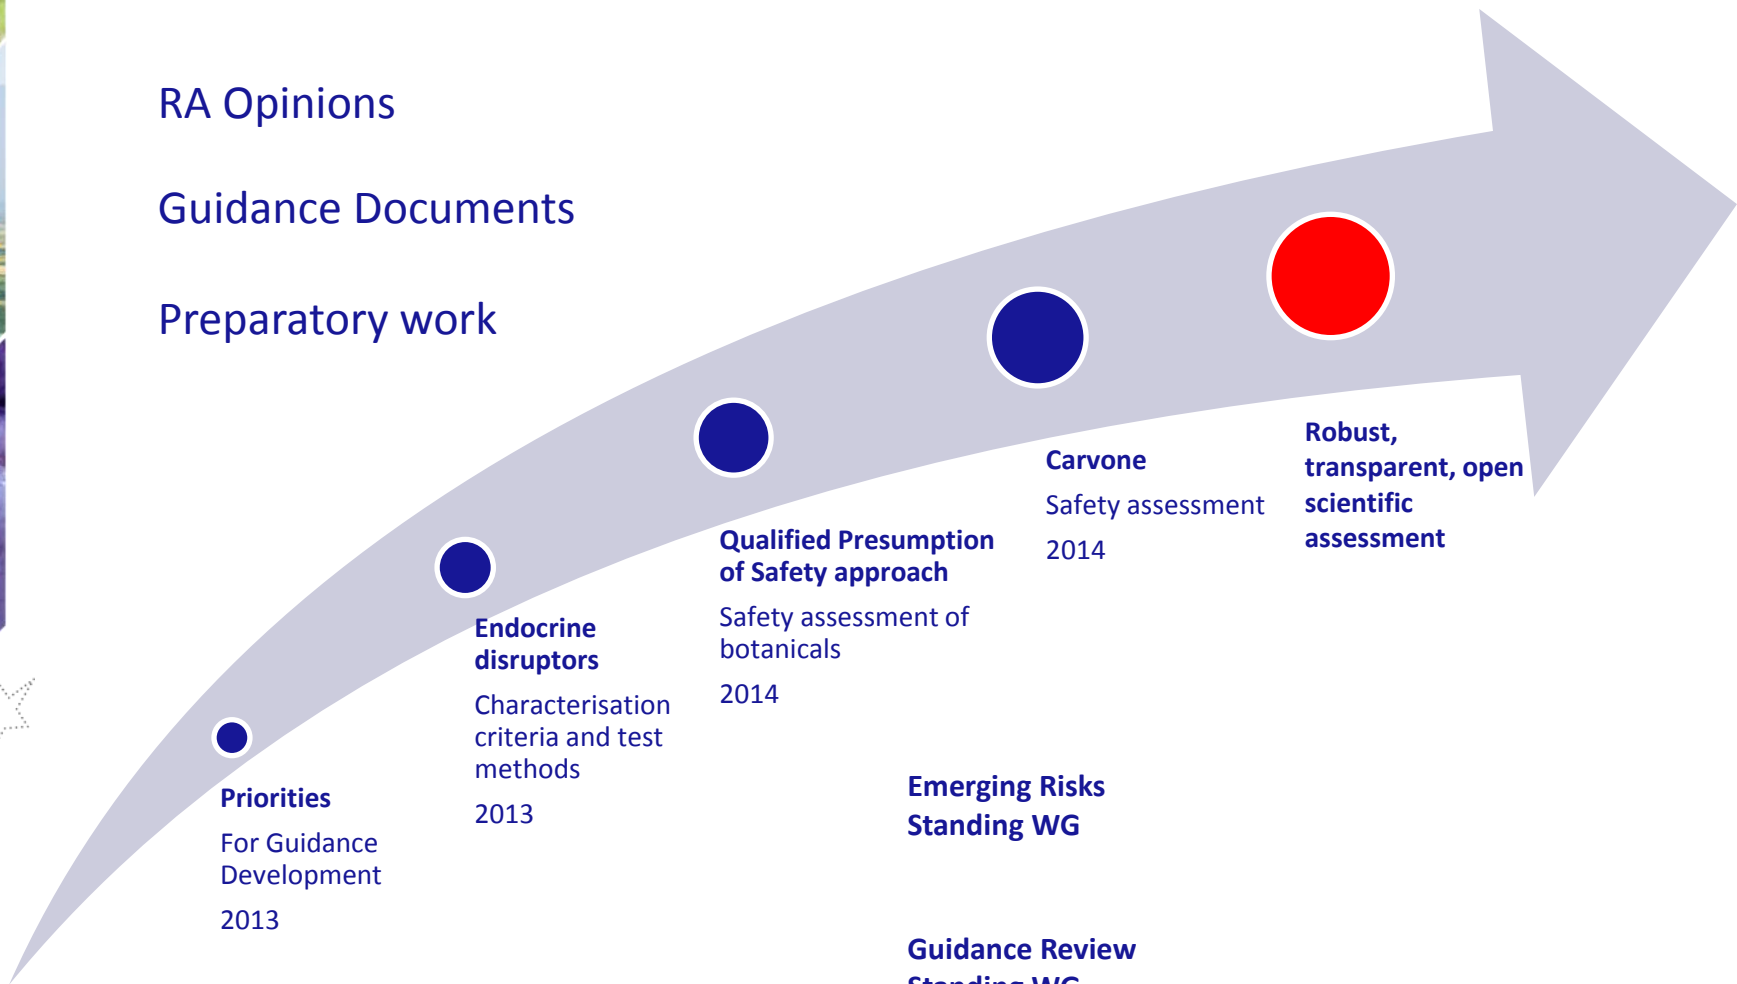 RA Opinions
Guidance Documents
Preparatory work
Priorities
For Guidance
Development
2013
Endocrine
disruptors
Characterisation
criteria and test
methods
2013
Qualified Presumption
of Safety approach
Safety assessment of
botanicals
2014
Carvone
Safety assessment
2014
Robust,
transparent, open
scientific
assessment
Emerging Risks
Standing WG
Guidance Review
Standing WG